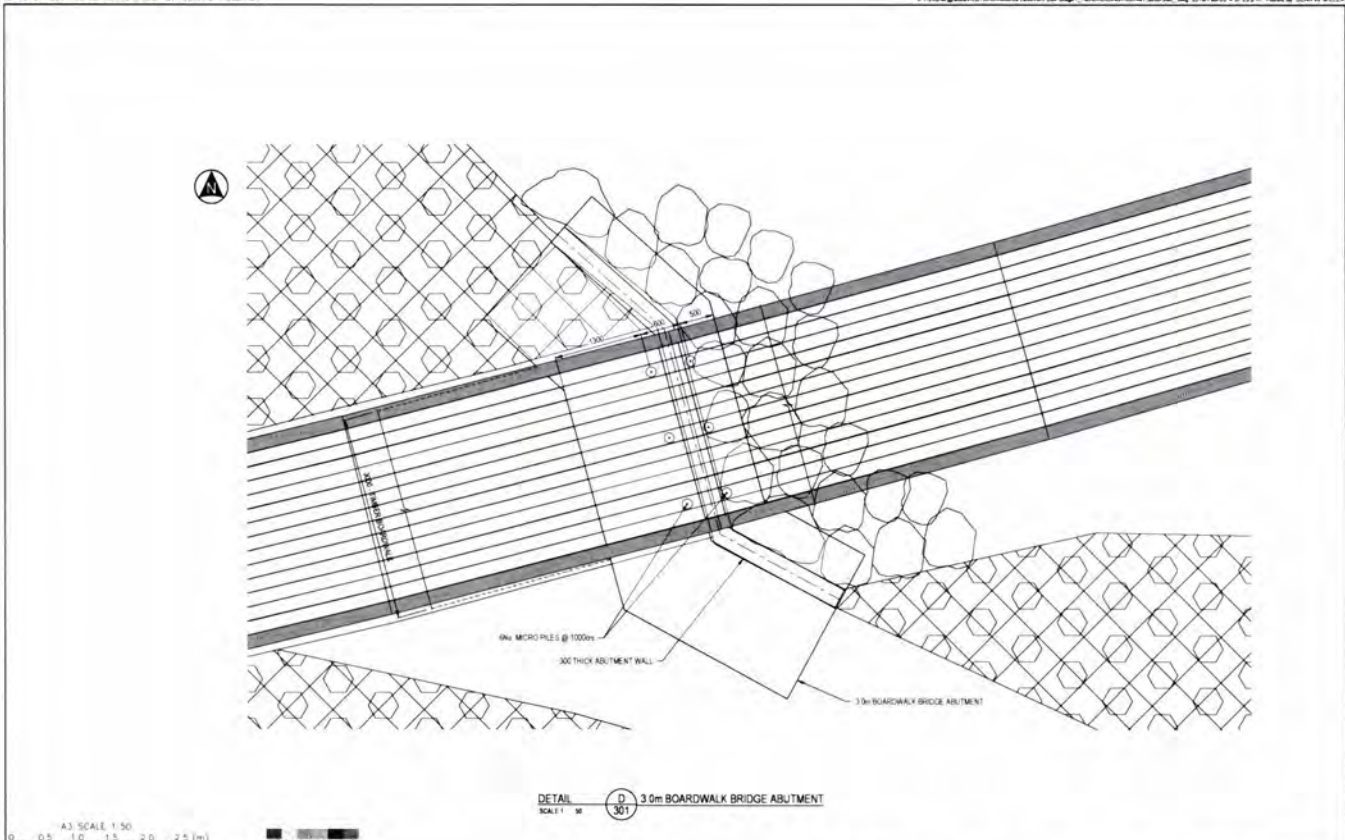 N
1300
600
500
3000 TIMBER BOARDWALK
6No. MICRO PILES @ 1000crs
300 THICK ABUTMENT WALL
3.0m BOARDWALK BRIDGE ABUTMENT
DETAIL D 3.0m BOARDWALK BRIDGE ABUTMENT
SCALE 1 50 301
A3 SCALE 1:50
0 0.5 1.0 1.5 2.0 2.5 (m)